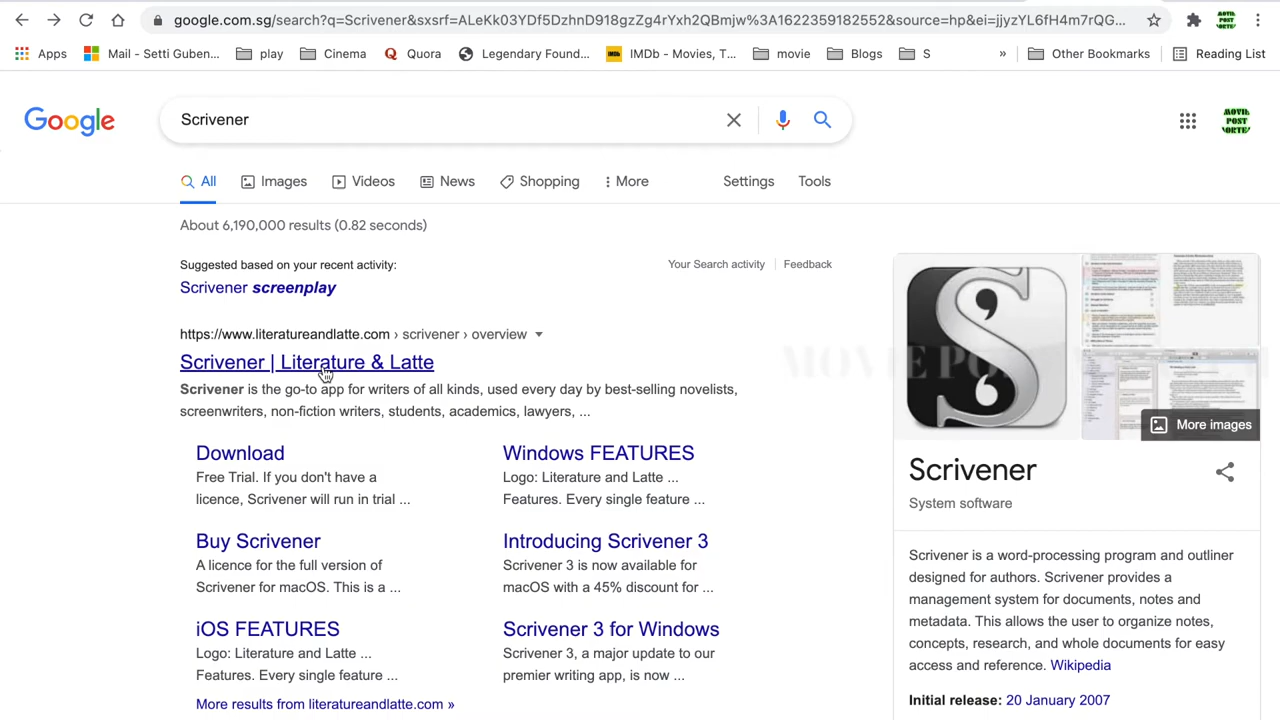 google.com.sg/search?q=Scrivener&sxsrf=ALeKk03YDf5DzhnD918gzZg4rYxh2QBmjw%3A1622359182552&source=hp&ei=jjyzYL6fH4m7rQG...
Apps Mail - Setti Guben... play Cinema Quora Legendary Found... IMDb - Movies, T... movie Blogs S » Other Bookmarks Reading List
Google
Scrivener
MOVIE POST
All Images Videos News Shopping More Settings Tools
About 6,190,000 results (0.82 seconds)
Suggested based on your recent activity: Your Search activity Feedback
Scrivener screenplay
https://www.literatureandlatte.com › scrivener › overview
Scrivener | Literature & Latte
Scrivener is the go-to app for writers of all kinds, used every day by best-selling novelists,
screenwriters, non-fiction writers, students, academics, lawyers, ...
Download
Free Trial. If you don't have a
licence, Scrivener will run in trial ...
Windows FEATURES
Logo: Literature and Latte ...
Features. Every single feature ...
Buy Scrivener
A licence for the full version of
Scrivener for macOS. This is a ...
Introducing Scrivener 3
Scrivener 3 is now available for
macOS with a 45% discount for ...
iOS FEATURES
Logo: Literature and Latte ...
Features. Every single feature ...
Scrivener 3 for Windows
Scrivener 3, a major update to our
premier writing app, is now ...
More results from literatureandlatte.com »
More images
Scrivener
System software
Scrivener is a word-processing program and outliner
designed for authors. Scrivener provides a
management system for documents, notes and
metadata. This allows the user to organize notes,
concepts, research, and whole documents for easy
access and reference. Wikipedia
Initial release: 20 January 2007